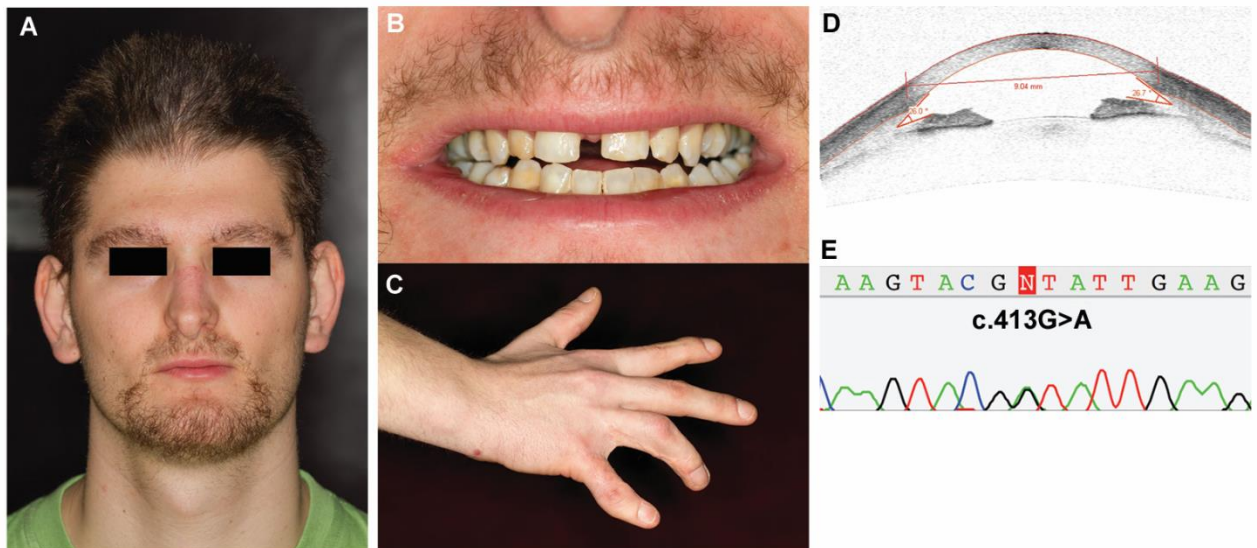 A
B
C
D
9.04 mm
26.0 °
26.7 °
E
A A G T A C G N T A T T G A A G
c.413G>A